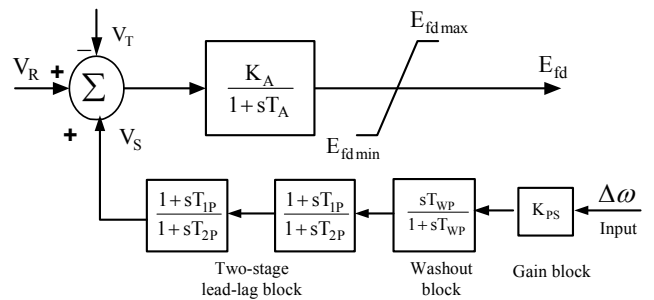 V_T
−
V_R
+
Σ
+
V_S
K_A
1 + sT_A
E_fd max
E_fd min
E_fd
1 + sT_1P
1 + sT_2P
1 + sT_1P
1 + sT_2P
sT_WP
1 + sT_WP
K_PS
Δω
Input
Two-stage
lead-lag block
Washout
block
Gain block